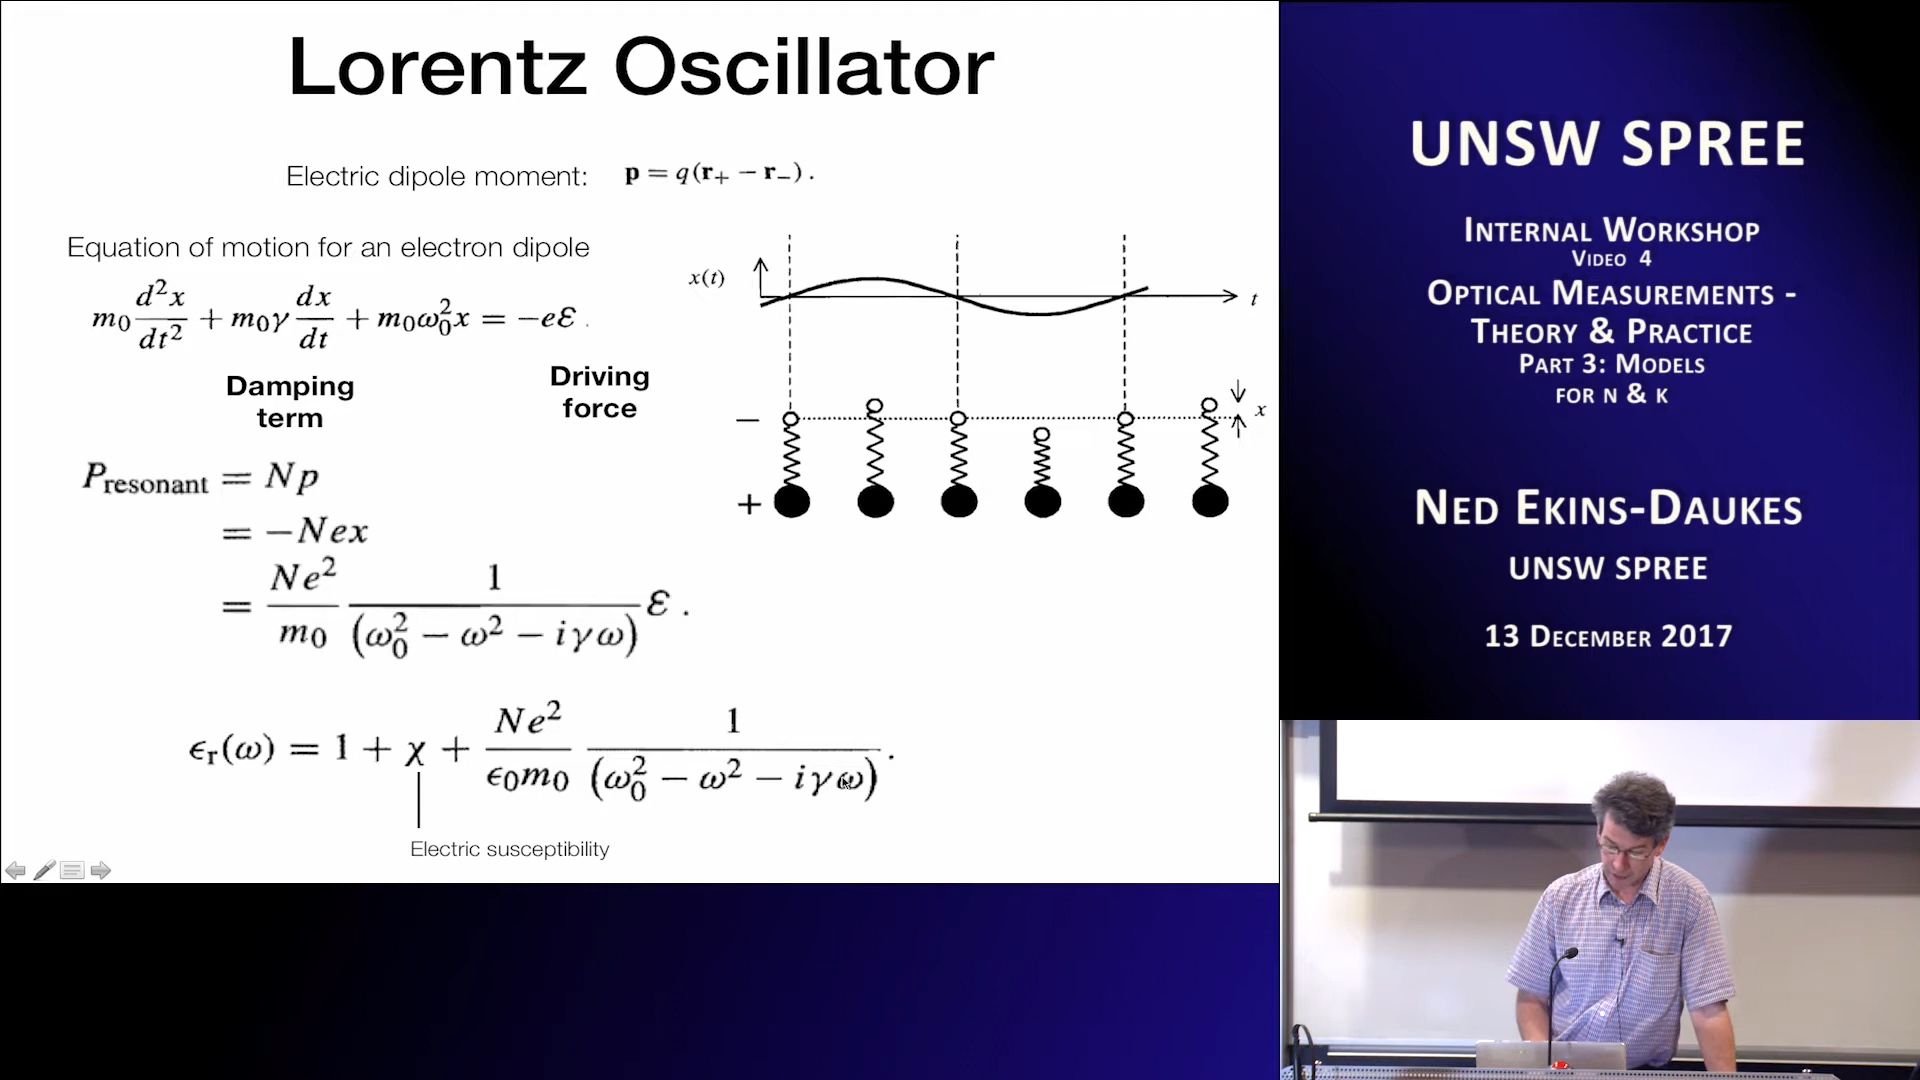 Lorentz Oscillator
Electric dipole moment: p = q(r₊ − r₋).
Equation of motion for an electron dipole
m₀ d²x/dt² + m₀γ dx/dt + m₀ω₀²x = −eℰ.
Damping
term
Driving
force
x(t)
t
−
x
+
P_resonant = Np
= −Nex
= Ne²/m₀ 1/(ω₀² − ω² − iγω) ℰ.
ϵ_r(ω) = 1 + χ + Ne²/ϵ₀m₀ 1/(ω₀² − ω² − iγω).
Electric susceptibility
UNSW SPREE
Internal Workshop
Video 4
Optical Measurements -
Theory & Practice
Part 3: Models
for n & k
Ned Ekins-Daukes
UNSW SPREE
13 December 2017